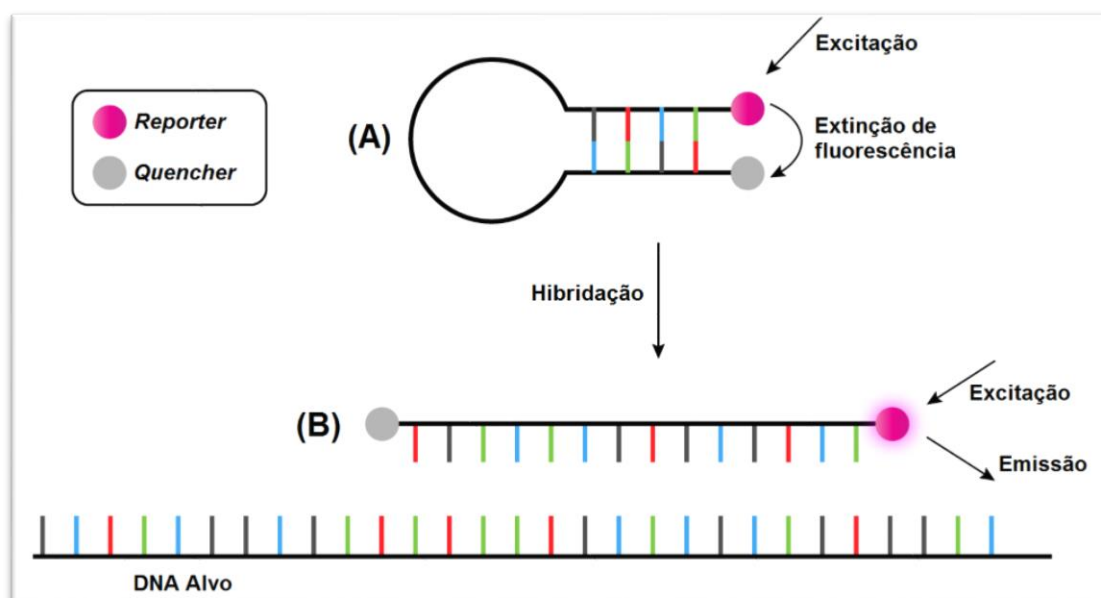 Reporter
Quencher
(A)
Excitação
Extinção de
fluorescência
Hibridação
(B)
Excitação
Emissão
DNA Alvo